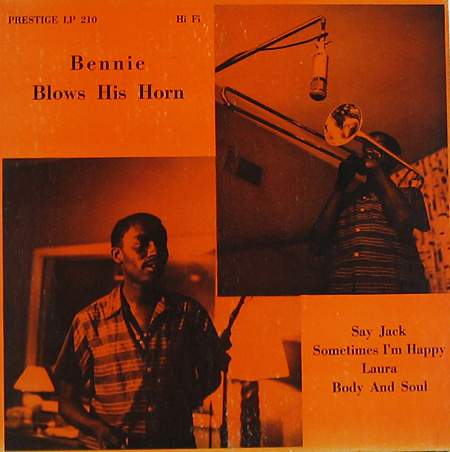 PRESTIGE LP 210 Hi Fi
Bennie
Blows His Horn
Say Jack
Sometimes I'm Happy
Laura
Body And Soul